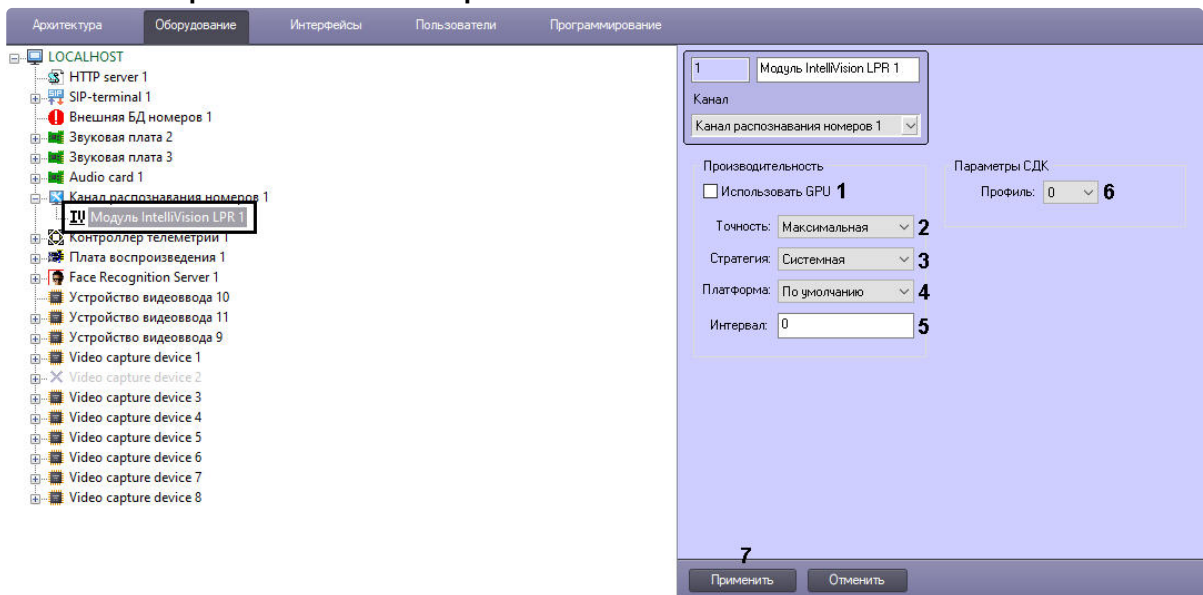 Архитектура Оборудование Интерфейсы Пользователи Программирование
LOCALHOST
HTTP server 1
SIP-terminal 1
Внешняя БД номеров 1
Звуковая плата 2
Звуковая плата 3
Audio card 1
Канал распознавания номеров 1
Модуль IntelliVision LPR 1
Контроллер телеметрии 1
Плата воспроизведения 1
Face Recognition Server 1
Устройство видеоввода 10
Устройство видеоввода 11
Устройство видеоввода 9
Video capture device 1
Video capture device 2
Video capture device 3
Video capture device 4
Video capture device 5
Video capture device 6
Video capture device 7
Video capture device 8
1 Модуль IntelliVision LPR 1
Канал
Канал распознавания номеров 1
Производительность
Использовать GPU 1
Точность: Максимальная 2
Стратегия: Системная 3
Платформа: По умолчанию 4
Интервал: 0 5
Параметры СДК
Профиль: 0 6
7
Применить Отменить